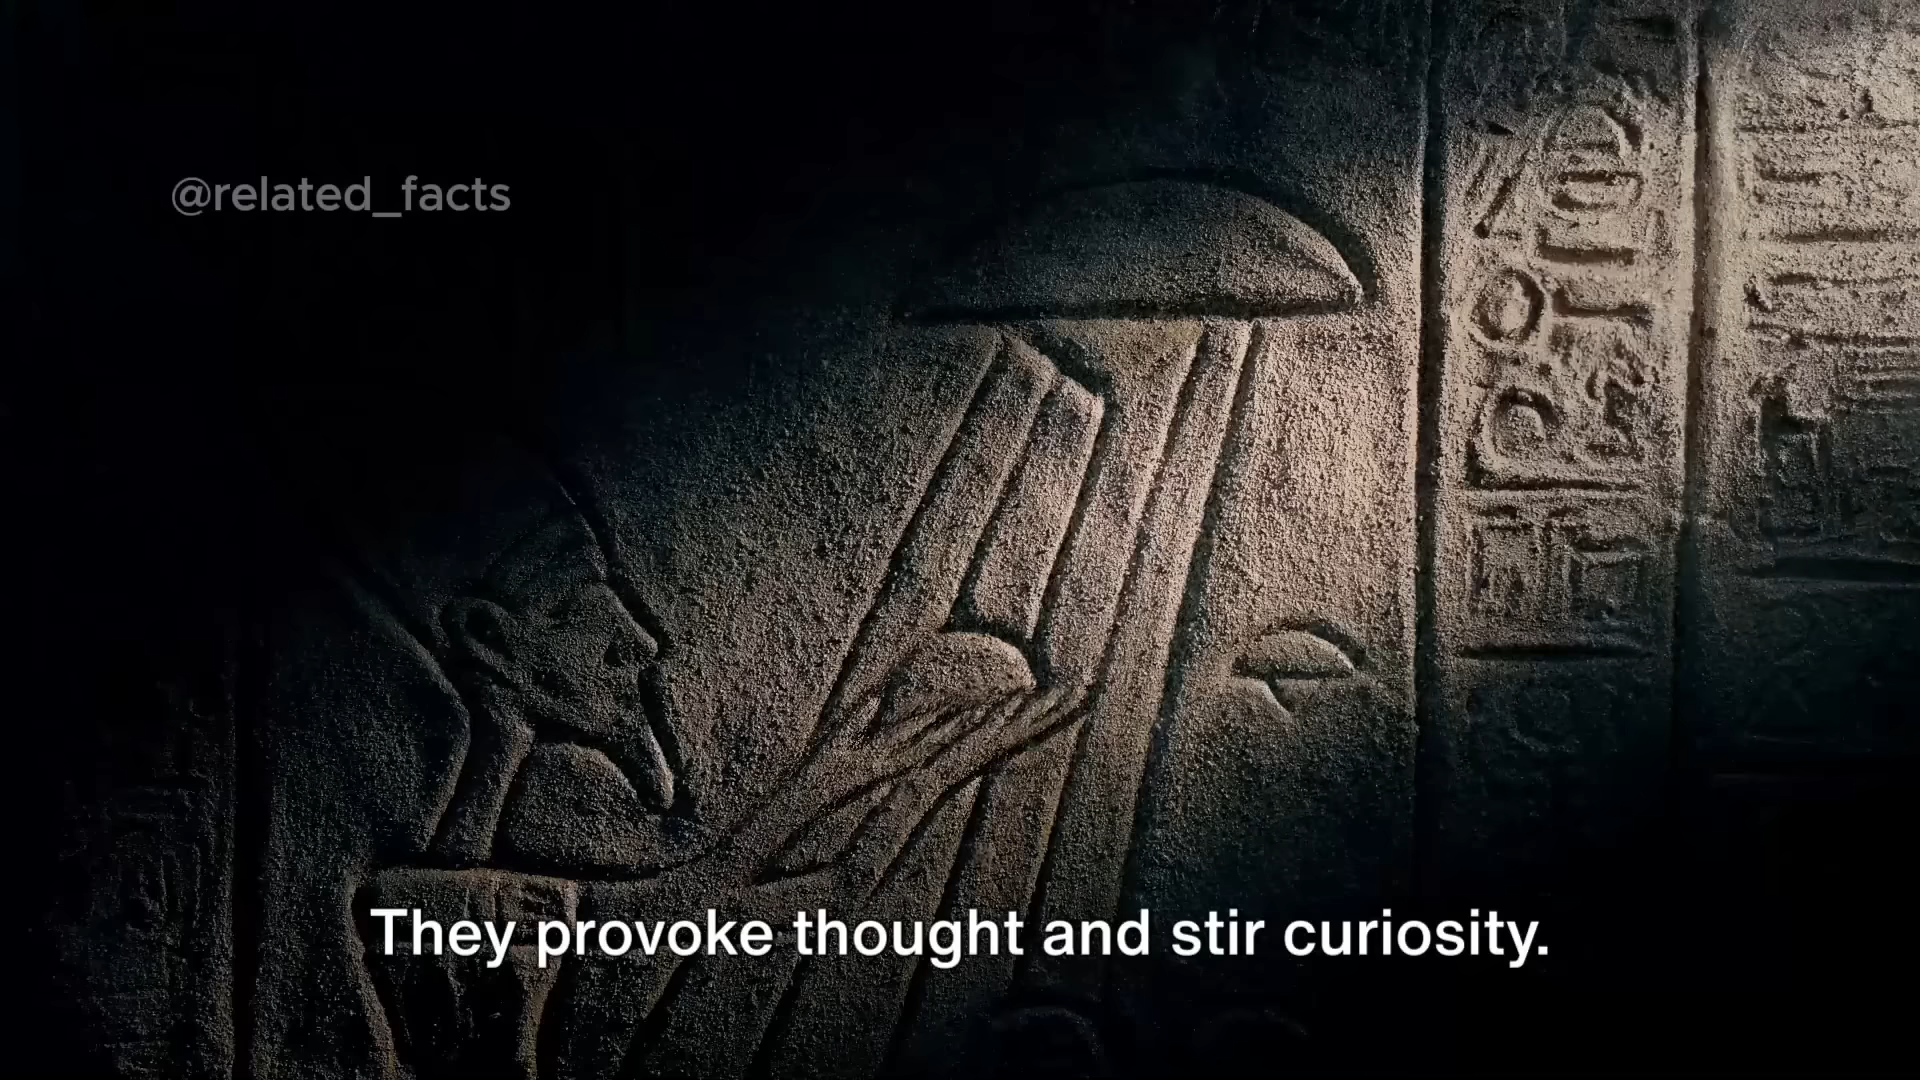 @related_facts
They provoke thought and stir curiosity.